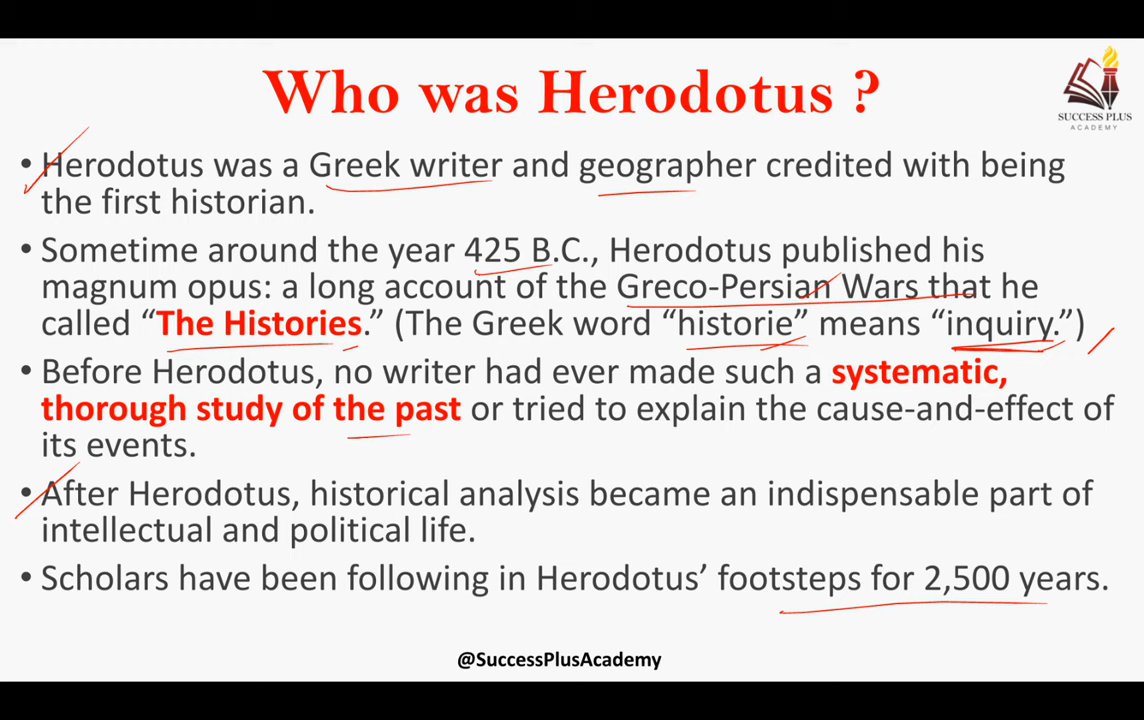 Who was Herodotus ?
SUCCESS PLUS
ACADEMY
• Herodotus was a Greek writer and geographer credited with being
the first historian.
• Sometime around the year 425 B.C., Herodotus published his
magnum opus: a long account of the Greco-Persian Wars that he
called “The Histories.” (The Greek word “historie” means “inquiry.”)
• Before Herodotus, no writer had ever made such a systematic,
thorough study of the past or tried to explain the cause-and-effect of
its events.
• After Herodotus, historical analysis became an indispensable part of
intellectual and political life.
• Scholars have been following in Herodotus’ footsteps for 2,500 years.
@SuccessPlusAcademy